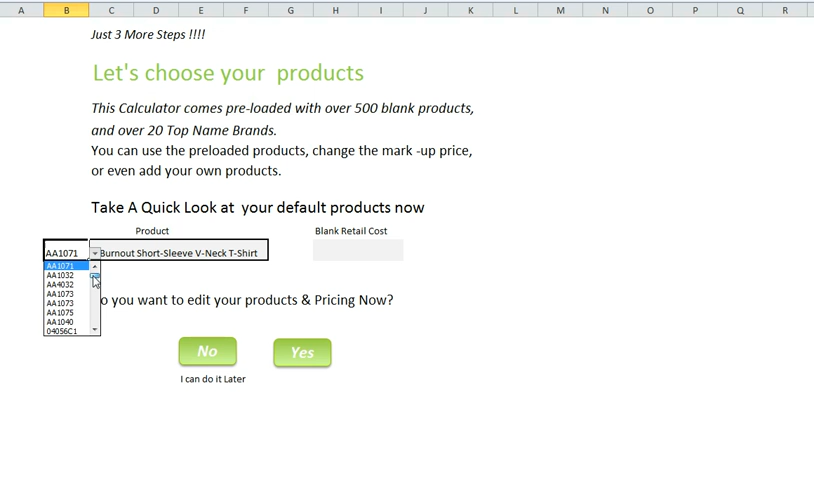 A B C D E F G H I J K L M N O P Q R
Just 3 More Steps !!!!
Let's choose your products
This Calculator comes pre-loaded with over 500 blank products,
and over 20 Top Name Brands.
You can use the preloaded products, change the mark -up price,
or even add your own products.
Take A Quick Look at your default products now
Product Blank Retail Cost
AA1071 Burnout Short-Sleeve V-Neck T-Shirt
AA1071
AA1032
AA4032
AA1073
AA1073
AA1075
AA1040
04056C1
o you want to edit your products & Pricing Now?
No Yes
I can do it Later